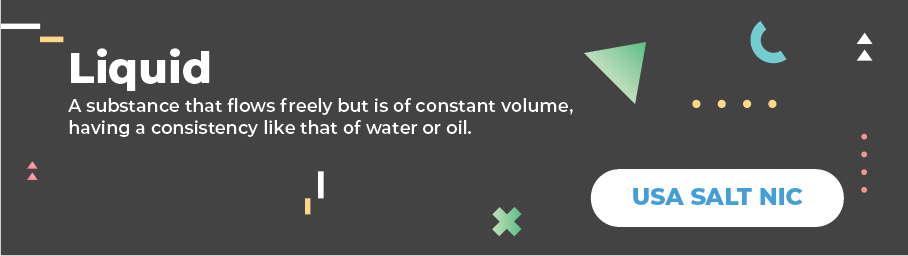 Liquid
A substance that flows freely but is of constant volume,
having a consistency like that of water or oil.
USA SALT NIC